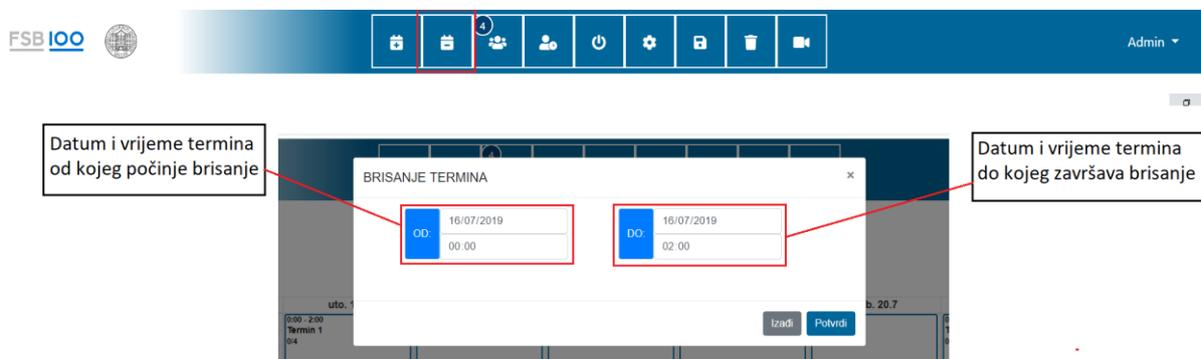 FSB 100
4
Admin
Datum i vrijeme termina
od kojeg počinje brisanje
Datum i vrijeme termina
do kojeg završava brisanje
4
BRISANJE TERMINA
×
OD:
16/07/2019
00:00
DO:
16/07/2019
02:00
Izađi
Potvrdi
uto. 1
b. 20.7
0:00 - 2:00
Termin 1
0/4